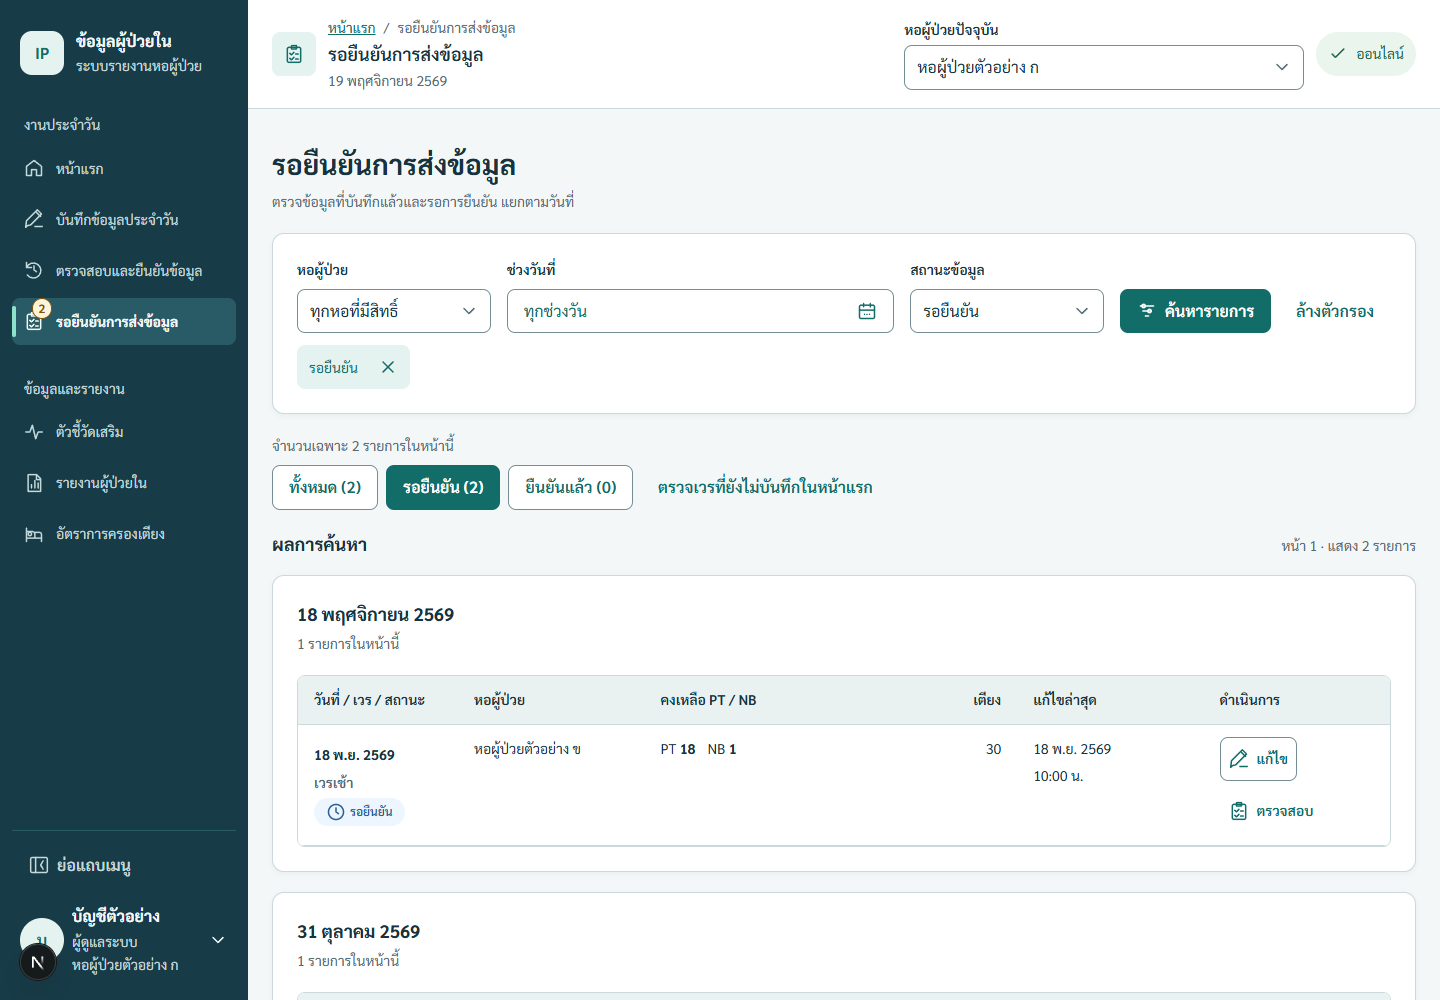 IP
ข้อมูลผู้ป่วยใน
ระบบรายงานหอผู้ป่วย
งานประจำวัน
หน้าแรก
บันทึกข้อมูลประจำวัน
ตรวจสอบและยืนยันข้อมูล
2
รอยืนยันการส่งข้อมูล
ข้อมูลและรายงาน
ตัวชี้วัดเสริม
รายงานผู้ป่วยใน
อัตราการครองเตียง
ย่อแถบเมนู
บัญชีตัวอย่าง
ผู้ดูแลระบบ
หอผู้ป่วยตัวอย่าง ก
N
หน้าแรก / รอยืนยันการส่งข้อมูล
รอยืนยันการส่งข้อมูล
19 พฤศจิกายน 2569
หอผู้ป่วยปัจจุบัน
หอผู้ป่วยตัวอย่าง ก
ออนไลน์
รอยืนยันการส่งข้อมูล
ตรวจข้อมูลที่บันทึกแล้วและรอการยืนยัน แยกตามวันที่
หอผู้ป่วย ช่วงวันที่ สถานะข้อมูล
ทุกหอที่มีสิทธิ์ ทุกช่วงวัน รอยืนยัน ค้นหารายการ ล้างตัวกรอง
รอยืนยัน
จำนวนเฉพาะ 2 รายการในหน้านี้
ทั้งหมด (2) รอยืนยัน (2) ยืนยันแล้ว (0) ตรวจเวรที่ยังไม่บันทึกในหน้าแรก
ผลการค้นหา
หน้า 1 · แสดง 2 รายการ
18 พฤศจิกายน 2569
1 รายการในหน้านี้
วันที่ / เวร / สถานะ หอผู้ป่วย คงเหลือ PT / NB เตียง แก้ไขล่าสุด ดำเนินการ
18 พ.ย. 2569 หอผู้ป่วยตัวอย่าง ข PT 18 NB 1 30 18 พ.ย. 2569 แก้ไข
เวรเช้า 10:00 น.
รอยืนยัน ตรวจสอบ
31 ตุลาคม 2569
1 รายการในหน้านี้